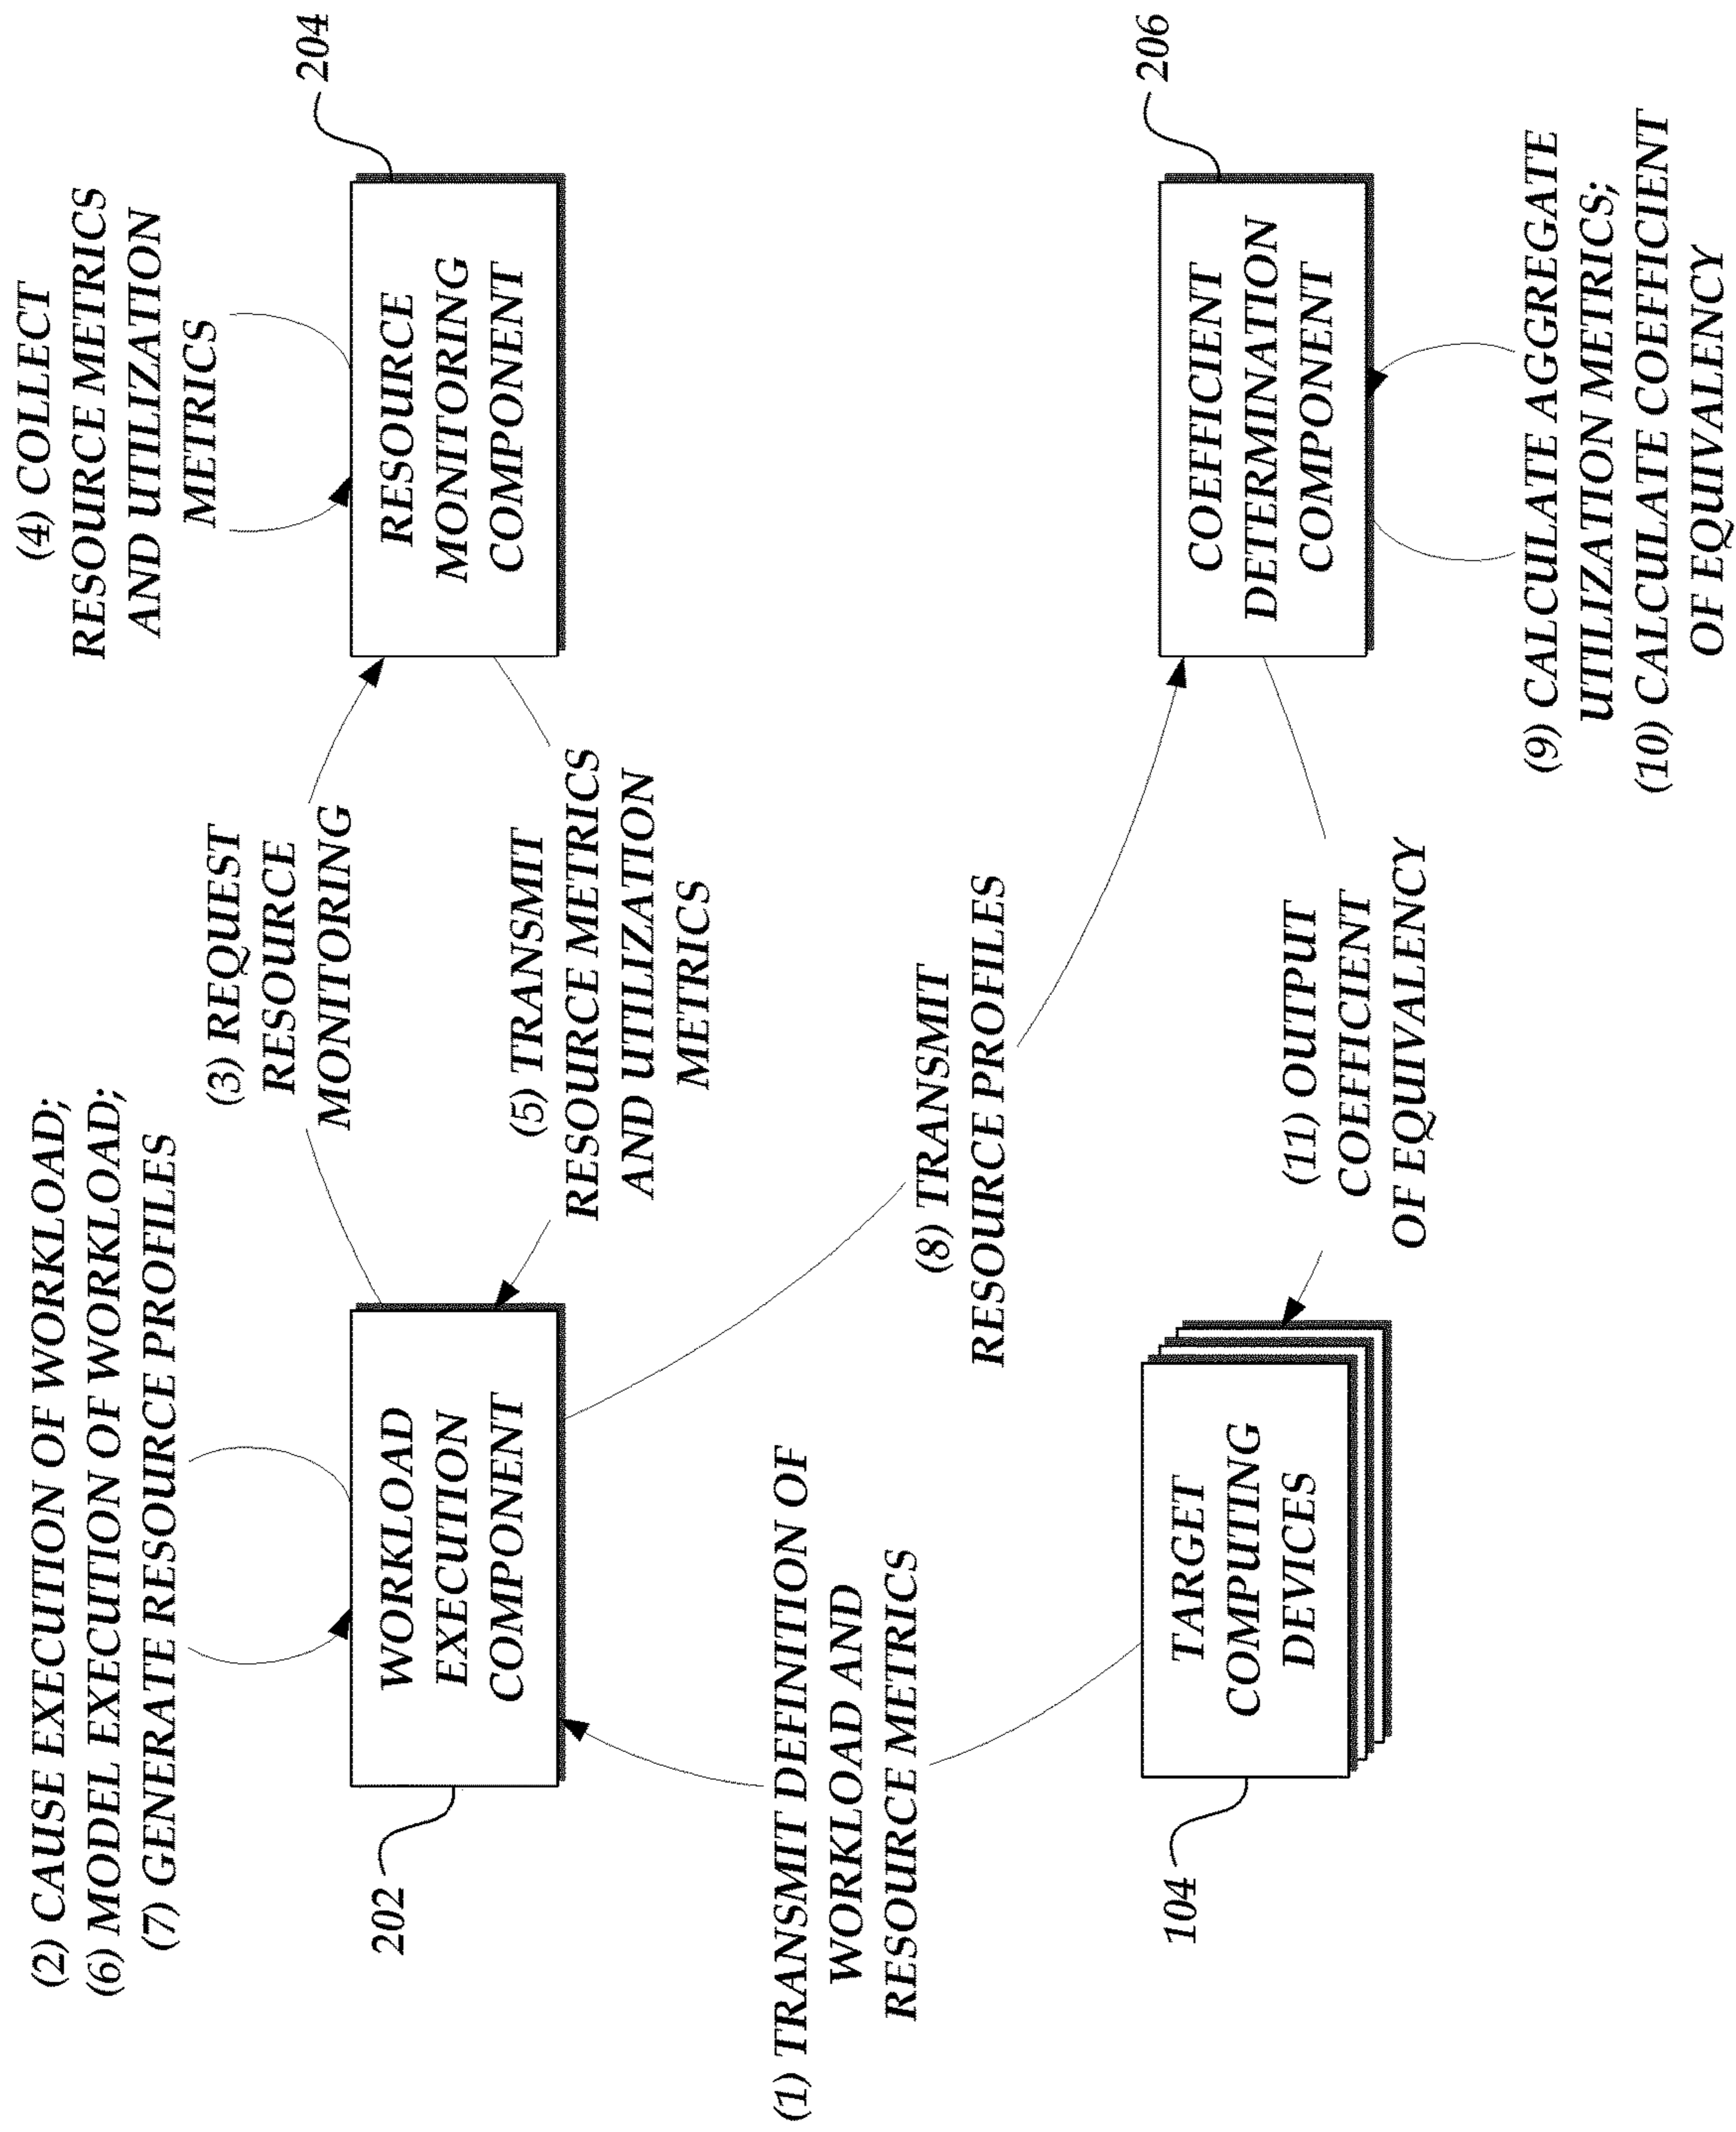 (2) CAUSE EXECUTION OF WORKLOAD;
(6) MODEL EXECUTION OF WORKLOAD;
(7) GENERATE RESOURCE PROFILES
(4) COLLECT
RESOURCE METRICS
AND UTILIZATION
METRICS
204
(3) REQUEST
RESOURCE
MONITORING
202
WORKLOAD
EXECUTION
COMPONENT
RESOURCE
MONITORING
COMPONENT
(5) TRANSMIT
RESOURCE METRICS
AND UTILIZATION
METRICS
(1) TRANSMIT DEFINITION OF
WORKLOAD AND
RESOURCE METRICS
(8) TRANSMIT
RESOURCE PROFILES
206
104
TARGET
COMPUTING
DEVICES
COEFFICIENT
DETERMINATION
COMPONENT
(11) OUTPUT
COEFFICIENT
OF EQUIVALENCY
(9) CALCULATE AGGREGATE
UTILIZATION METRICS;
(10) CALCULATE COEFFICIENT
OF EQUIVALENCY